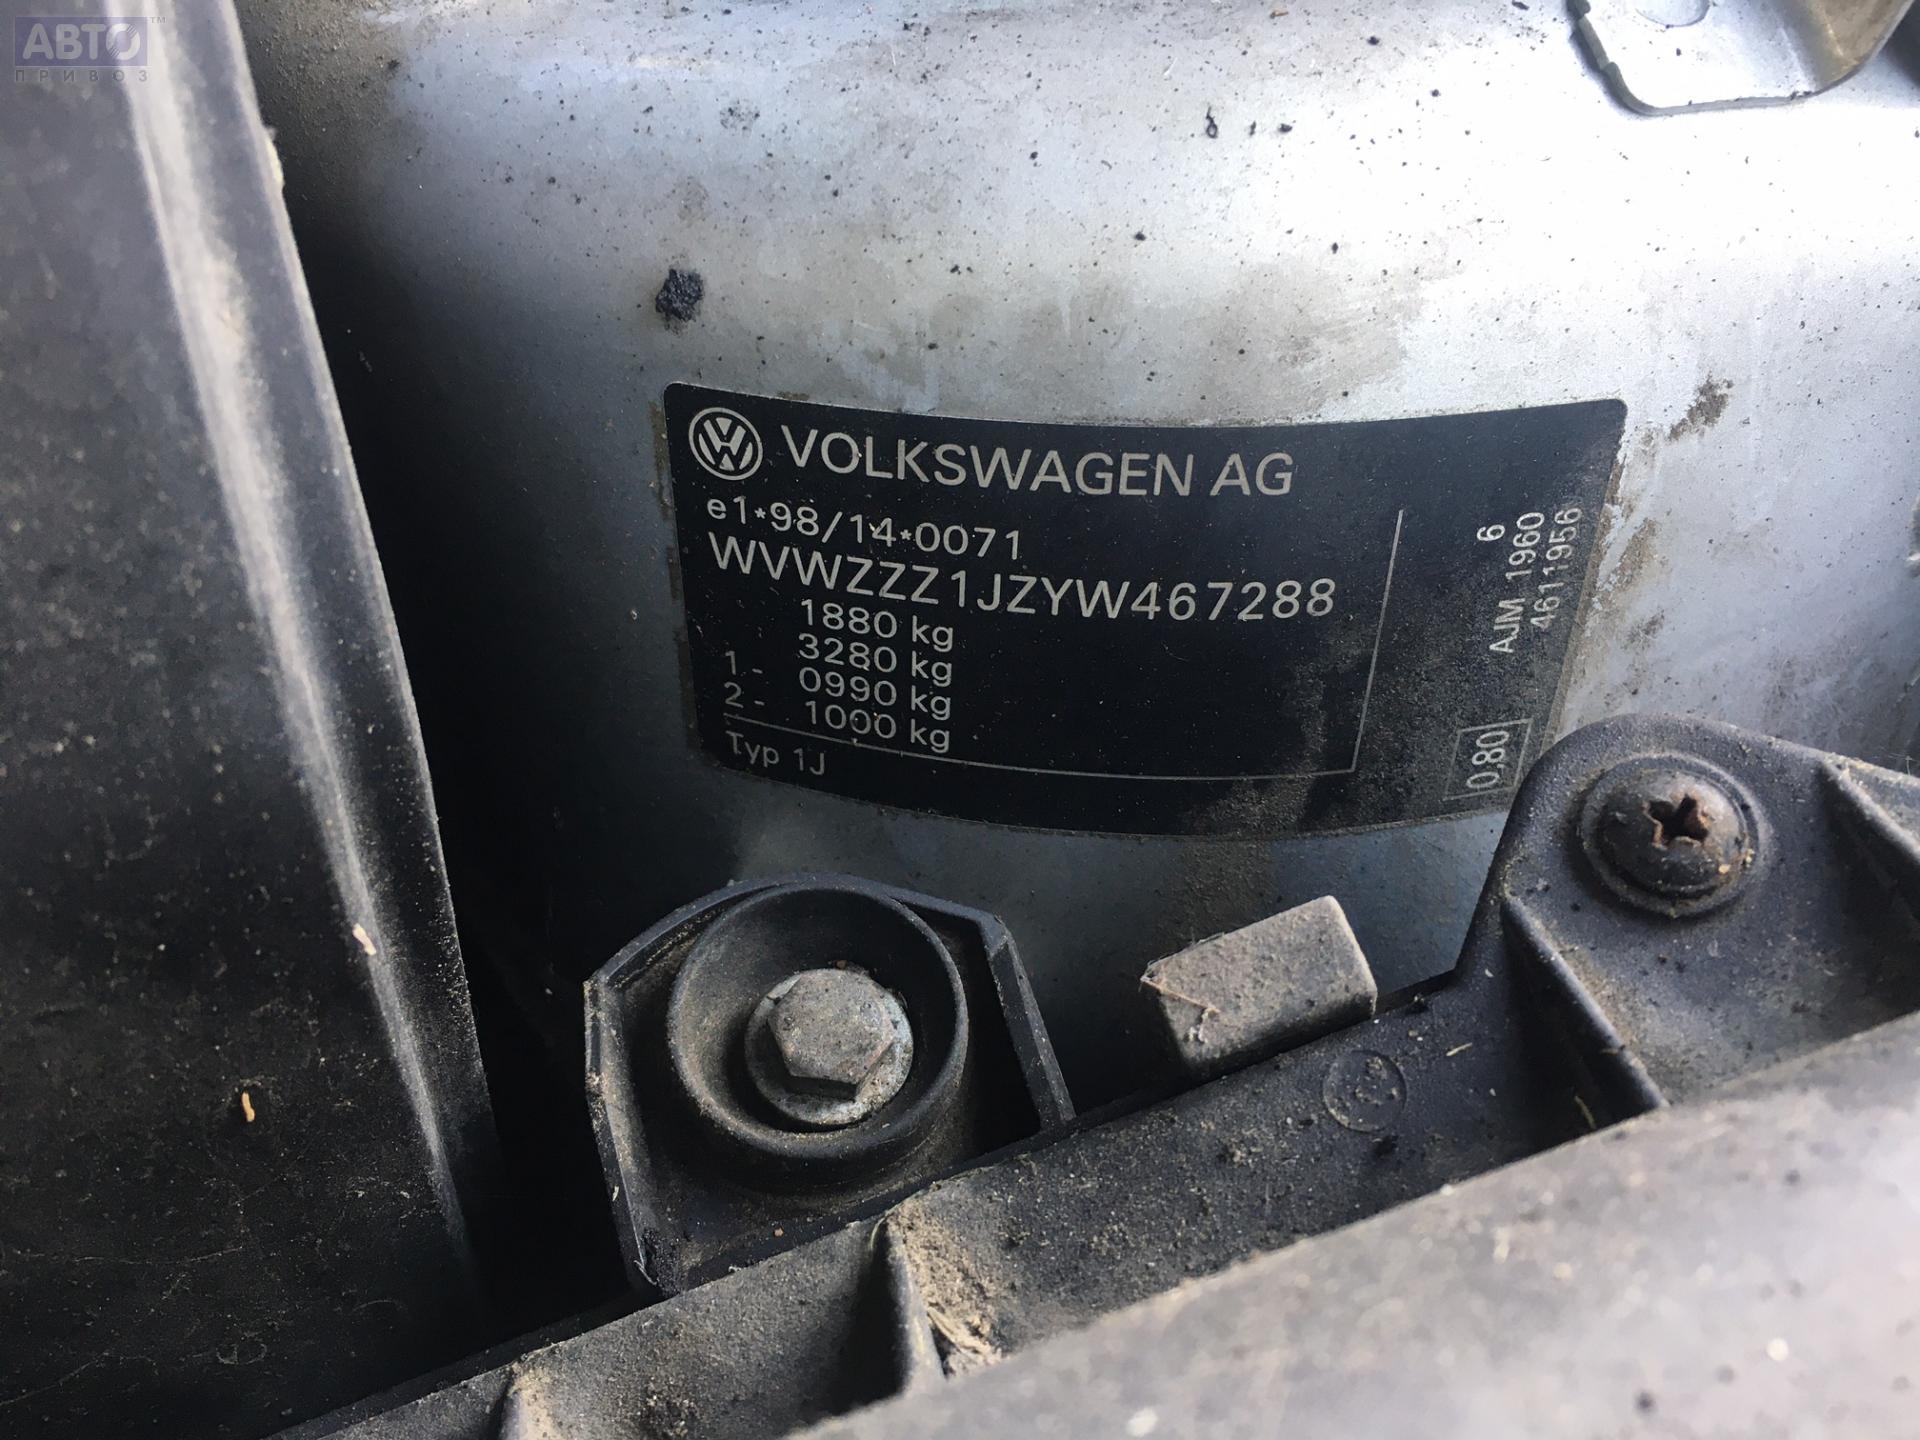 АВТО™
ПРИВОЗ
VOLKSWAGEN AG
e1*98/14*0071
WVWZZZ1JZYW467288
1880 kg
3280 kg
1- 0990 kg
2- 1000 kg
Typ 1J
6
AJM 1960
4611956
0,80